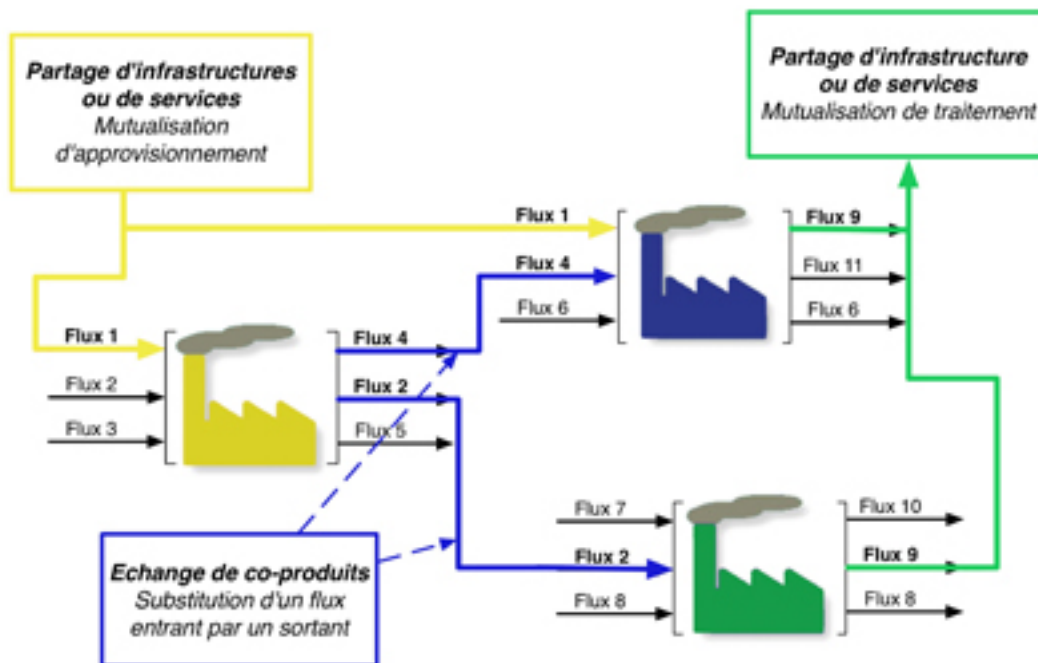 Partage d'infrastructures
ou de services
Mutualisation
d'approvisionnement
Partage d'infrastructure
ou de services
Mutualisation de traitement
Flux 1
Flux 4
Flux 6
Flux 9
Flux 11
Flux 6
Flux 1
Flux 2
Flux 3
Flux 4
Flux 2
Flux 5
Flux 7
Flux 2
Flux 8
Flux 10
Flux 9
Flux 8
Echange de co-produits
Substitution d'un flux
entrant par un sortant